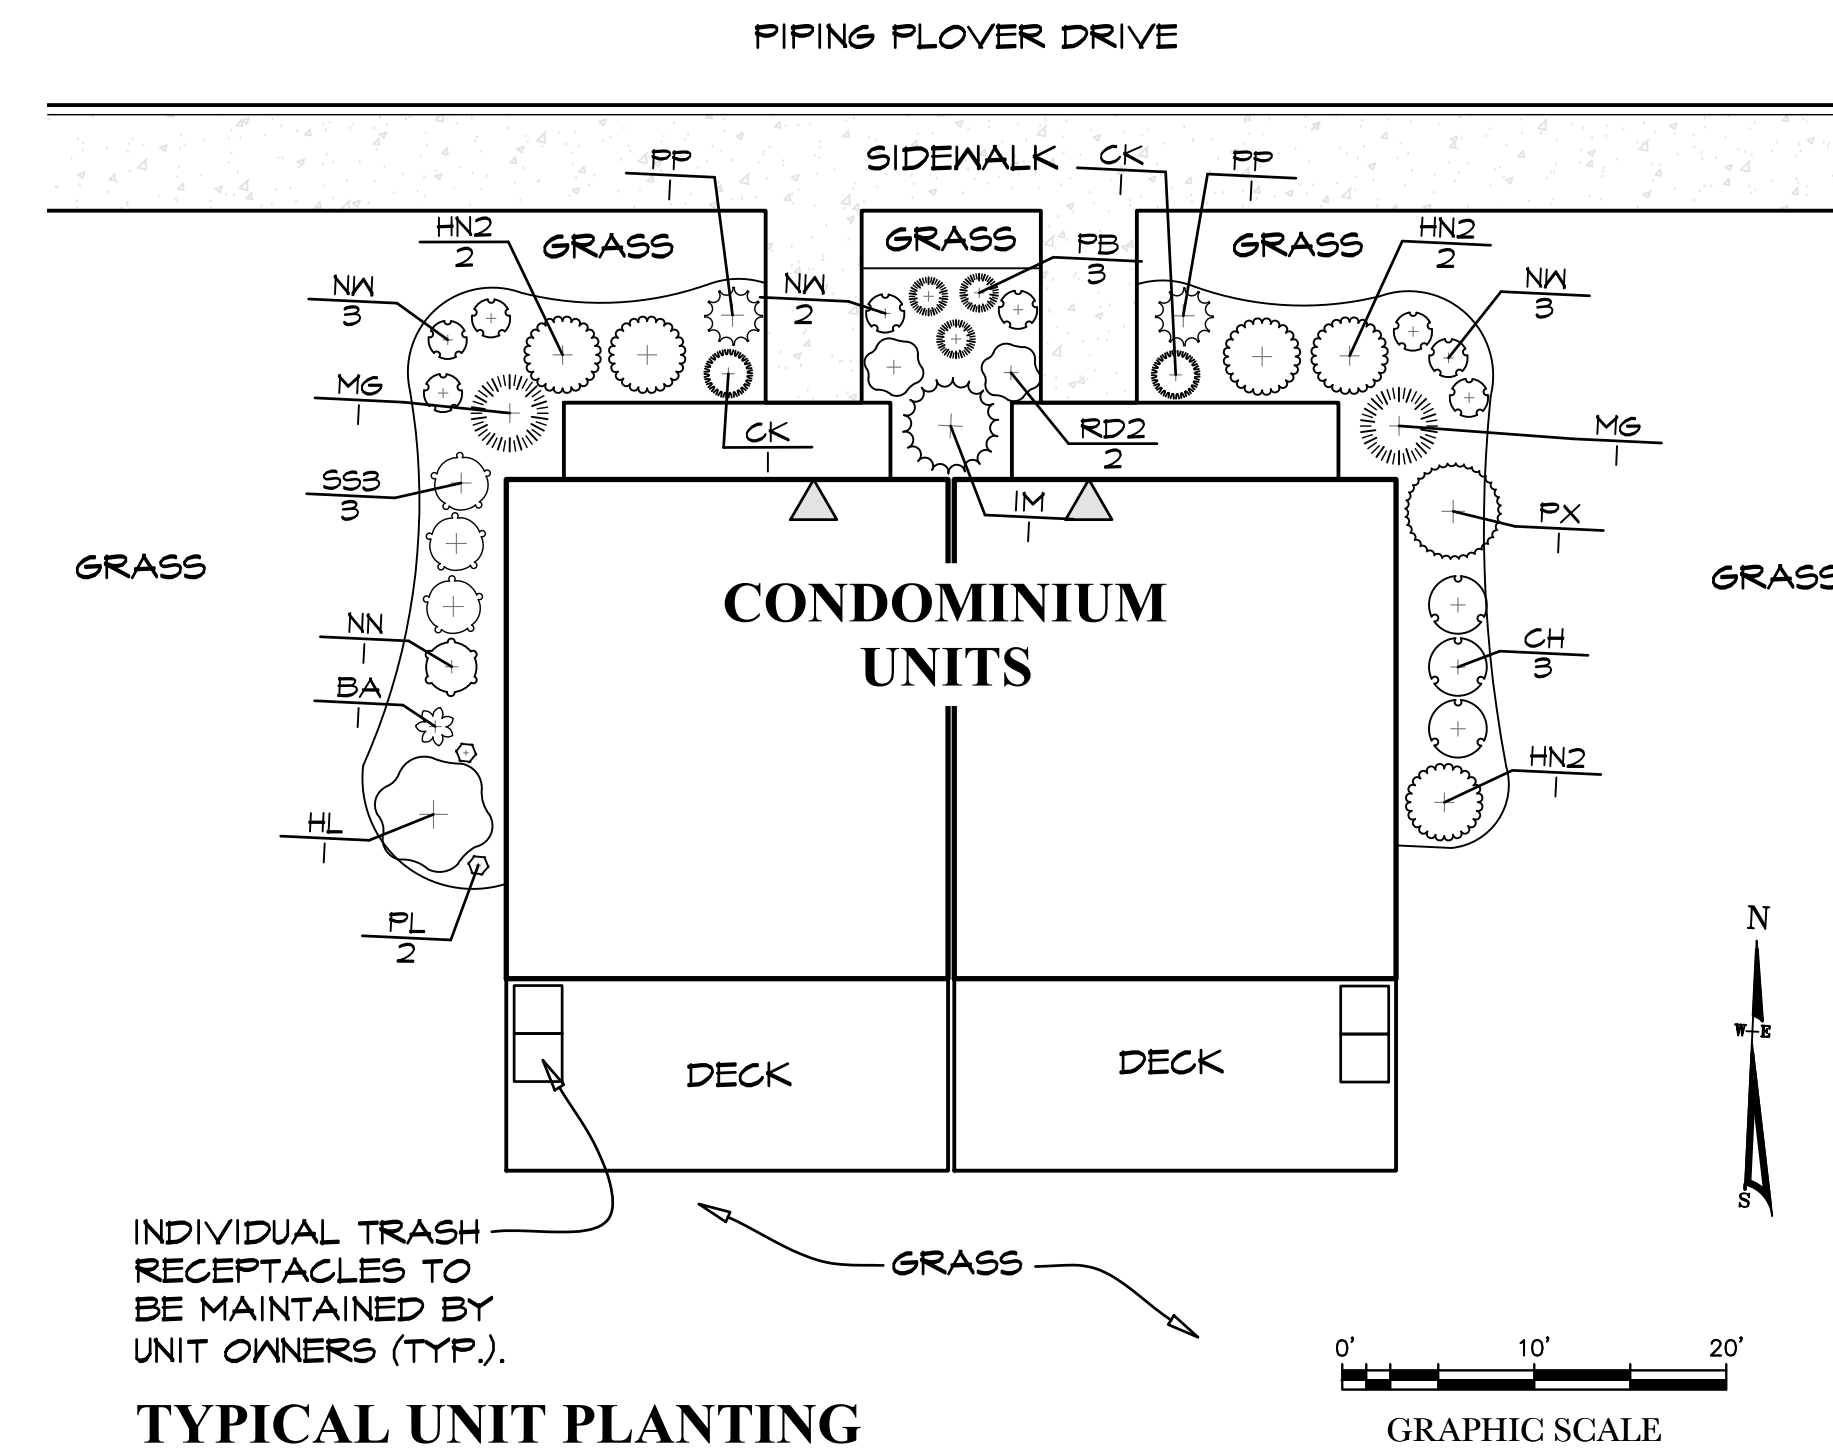 PIPING PLOVER DRIVE
SIDEWALK
PP
1
CK
1
PP
1
HN2
2
GRASS
GRASS
PB
3
GRASS
HN2
2
NW
3
NW
2
NW
3
MG
1
CK
1
RD2
2
MG
1
SS3
3
IM
1
PX
1
GRASS
CONDOMINIUM
UNITS
GRASS
NN
1
CH
3
BA
1
HN2
1
HL
1
PL
2
N
W E
S
DECK
DECK
INDIVIDUAL TRASH
RECEPTACLES TO
BE MAINTAINED BY
UNIT OWNERS (TYP.).
GRASS
0' 10' 20'
GRAPHIC SCALE
TYPICAL UNIT PLANTING